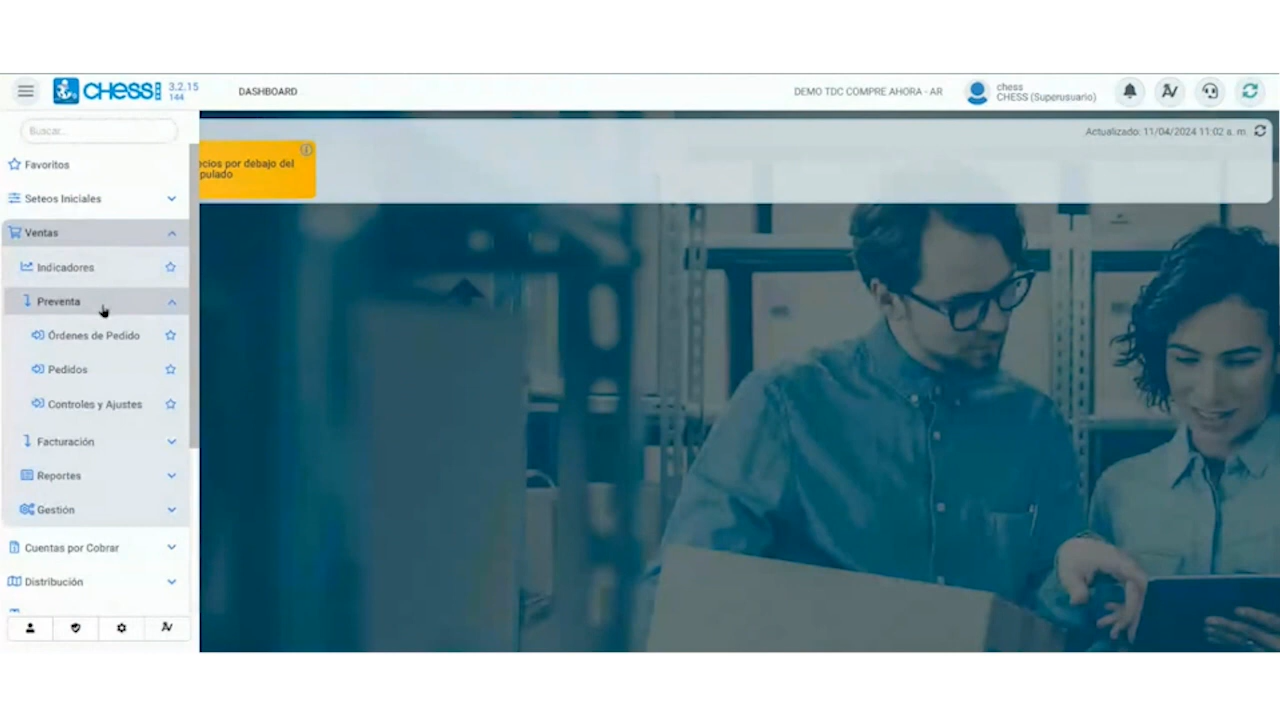 CHESS
3.2.15
144
DASHBOARD
DEMO TDC COMPRE AHORA - AR
chess
CHESS (Superusuario)
Buscar...
Actualizado: 11/04/2024 11:02 a. m.
Favoritos
ecios por debajo del
pulado
Seteos Iniciales
Ventas
Indicadores
Preventa
Órdenes de Pedido
Pedidos
Controles y Ajustes
Facturación
Reportes
Gestión
Cuentas por Cobrar
Distribución